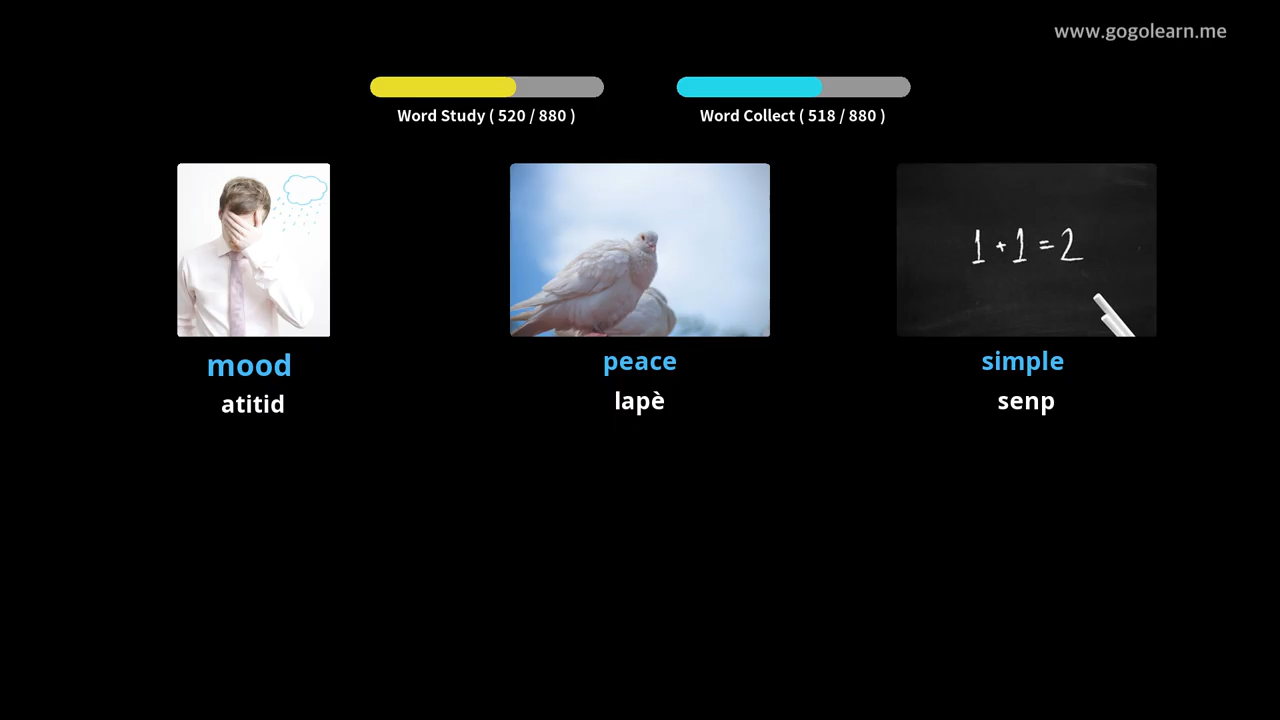 www.gogolearn.me
Word Study ( 520 / 880 )
Word Collect ( 518 / 880 )
1 + 1 = 2
mood
atitid
peace
lapè
simple
senp